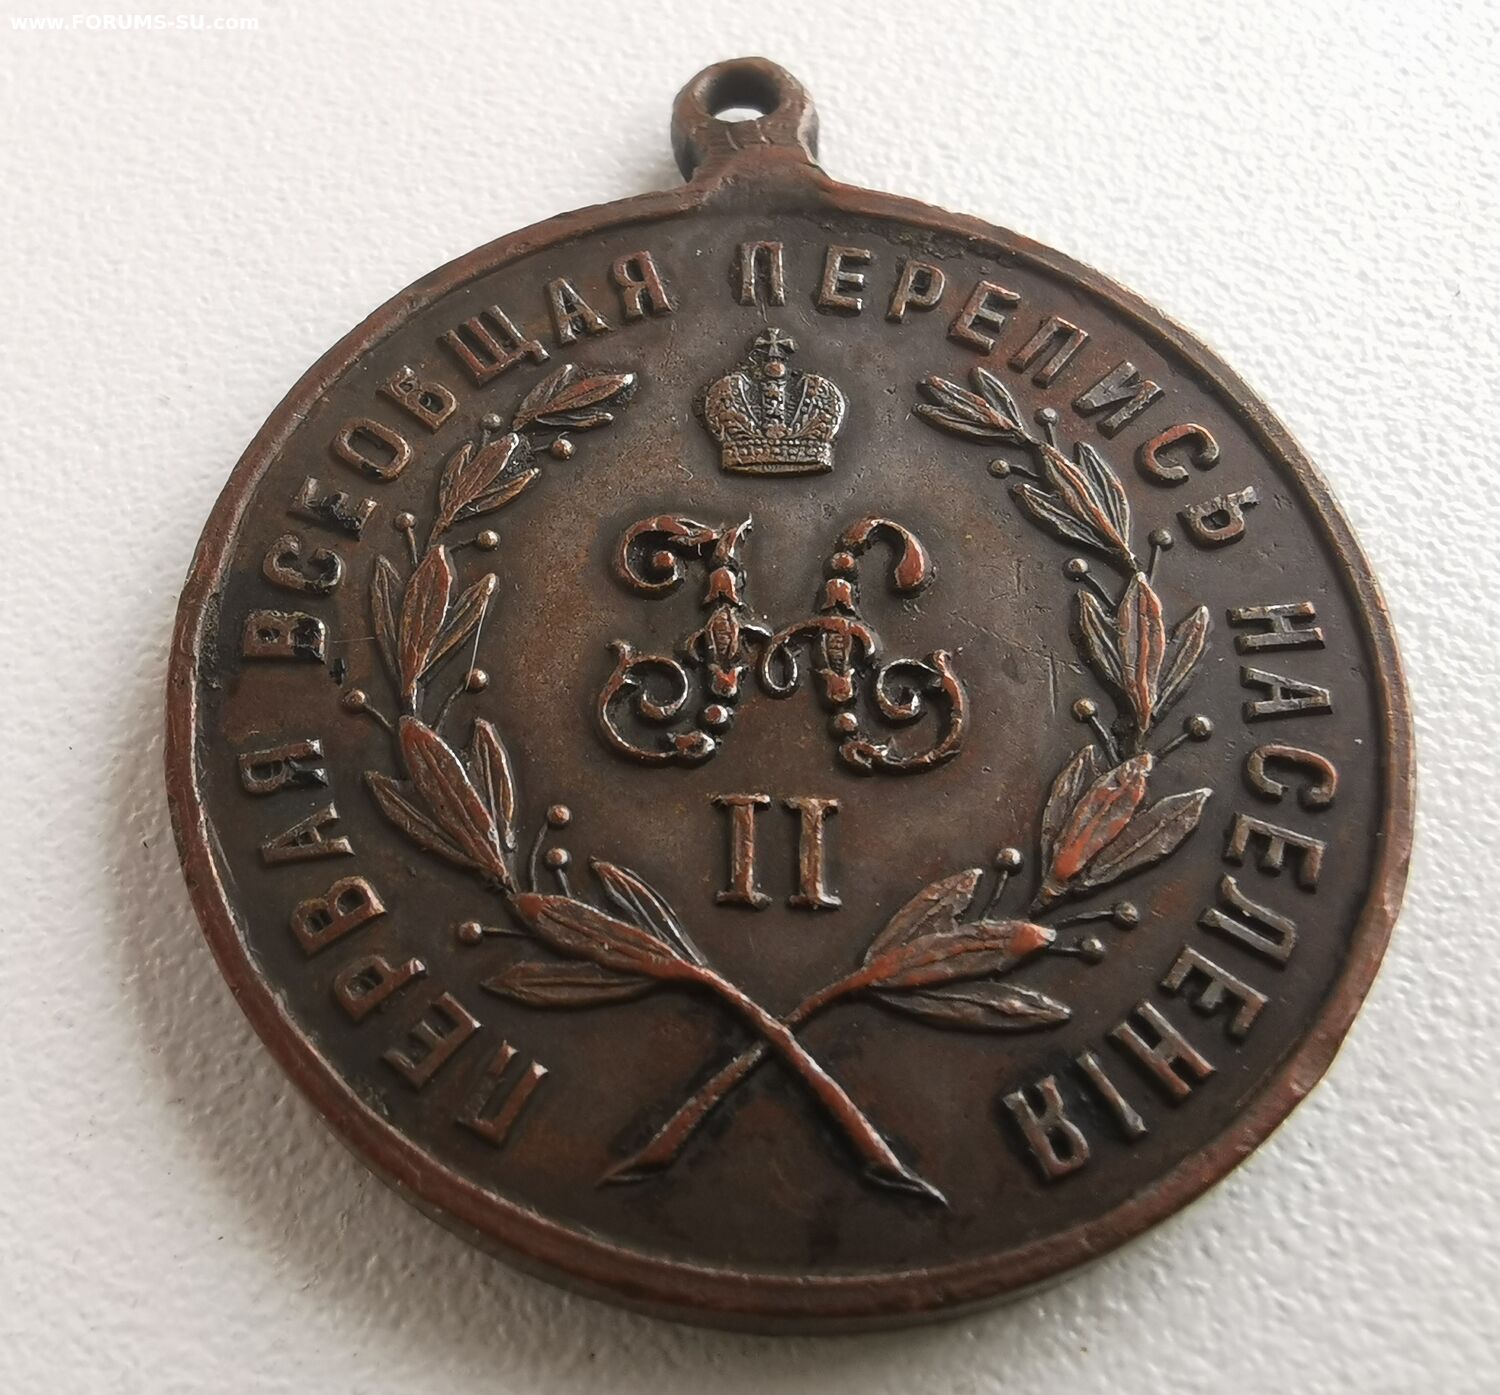 www.FORUMS-SU.com
ПЕРВАЯ ВСЕОБЩАЯ ПЕРЕПИСЬ НАСЕЛЕНІЯ
Н
II